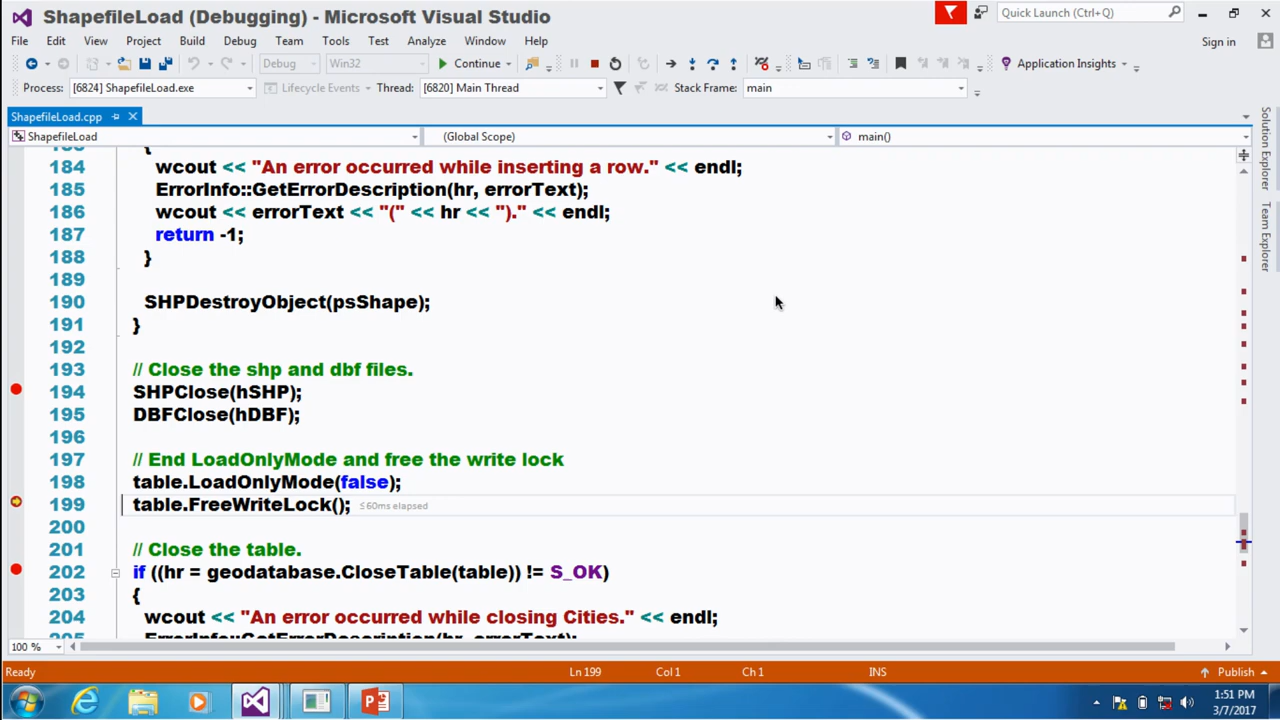 ShapefileLoad (Debugging) - Microsoft Visual Studio
Quick Launch (Ctrl+Q)
File Edit View Project Build Debug Team Tools Test Analyze Window Help
Sign in
Debug Win32 Continue Application Insights
Process: [6824] ShapefileLoad.exe Lifecycle Events Thread: [6820] Main Thread Stack Frame: main
ShapefileLoad.cpp
ShapefileLoad (Global Scope) main()
Solution Explorer
Team Explorer
183 {
184 wcout << "An error occurred while inserting a row." << endl;
185 ErrorInfo::GetErrorDescription(hr, errorText);
186 wcout << errorText << "(" << hr << ")." << endl;
187 return -1;
188 }
189
190 SHPDestroyObject(psShape);
191 }
192
193 // Close the shp and dbf files.
194 SHPClose(hSHP);
195 DBFClose(hDBF);
196
197 // End LoadOnlyMode and free the write lock
198 table.LoadOnlyMode(false);
199 table.FreeWriteLock(); ≤60ms elapsed
200
201 // Close the table.
202 if ((hr = geodatabase.CloseTable(table)) != S_OK)
203 {
204 wcout << "An error occurred while closing Cities." << endl;
205 ErrorInfo::GetErrorDescription(hr, errorText);
100 %
Ready Ln 199 Col 1 Ch 1 INS Publish
1:51 PM
3/7/2017